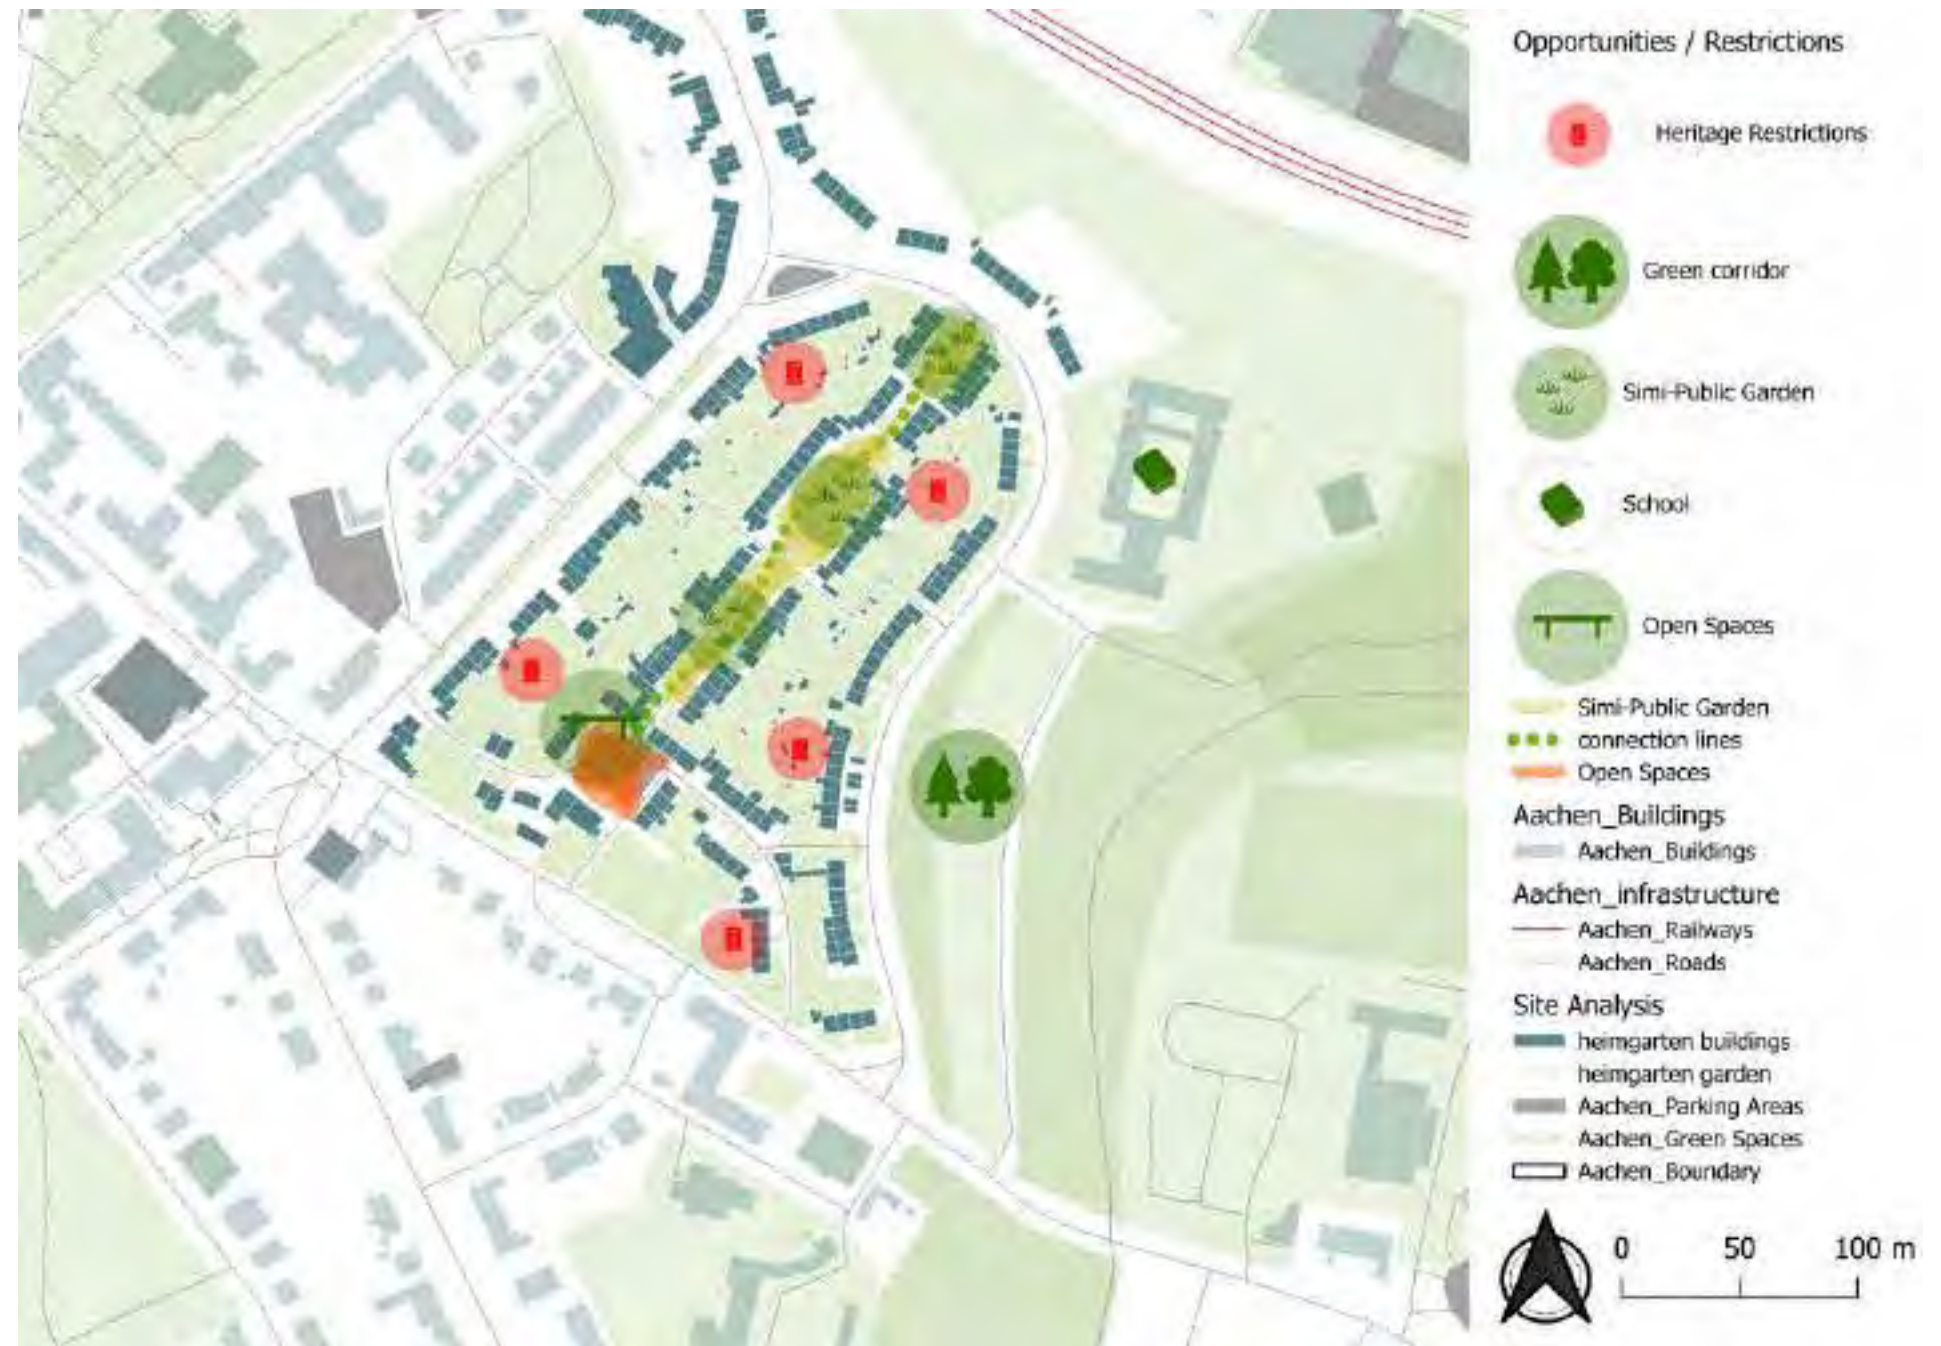 Opportunities / Restrictions
Heritage Restrictions
Green corridor
Simi-Public Garden
School
Open Spaces
Simi-Public Garden
connection lines
Open Spaces
Aachen_Buildings
Aachen_Buildings
Aachen_infrastructure
Aachen_Railways
Aachen_Roads
Site Analysis
heimgarten buildings
heimgarten garden
Aachen_Parking Areas
Aachen_Green Spaces
Aachen_Boundary
0 50 100 m